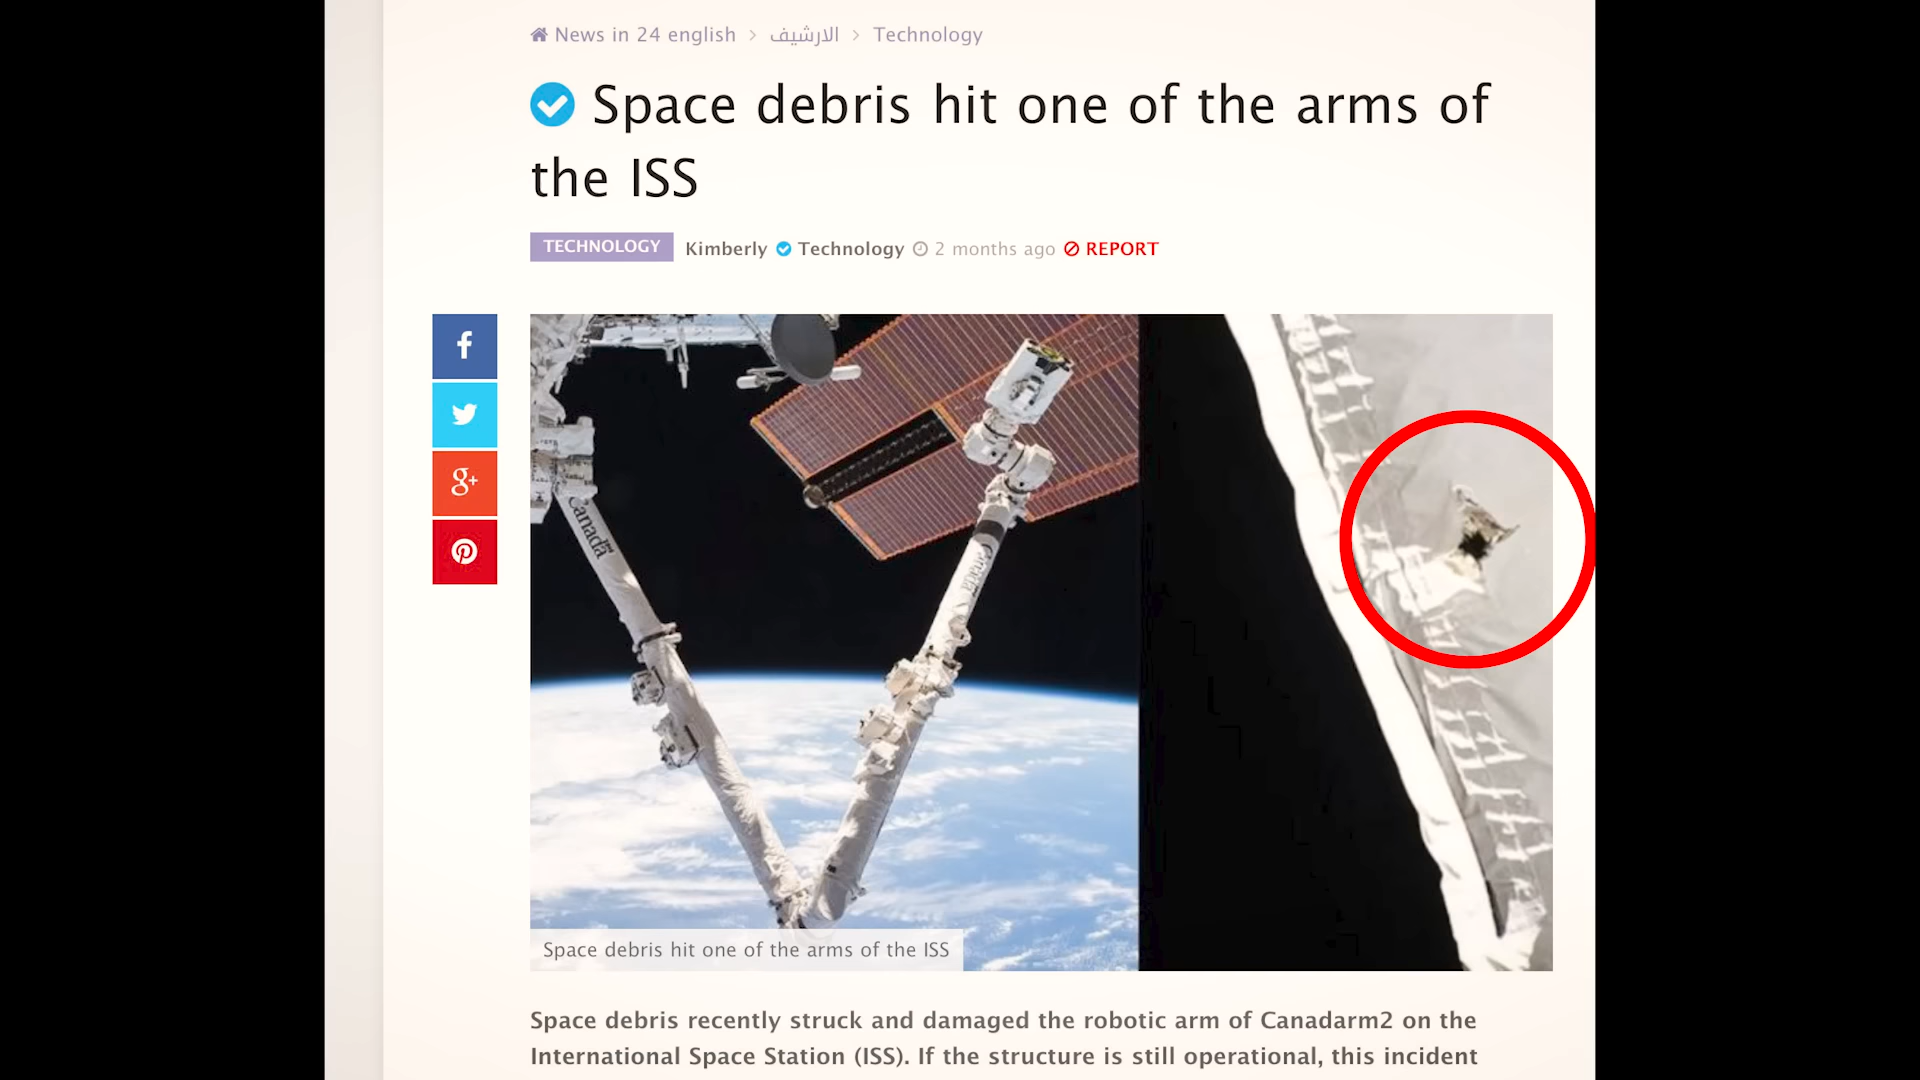 News in 24 english > الارشيف > Technology
Space debris hit one of the arms of
the ISS
TECHNOLOGY Kimberly Technology 2 months ago REPORT
f
g+
Canada
Canada
Space debris hit one of the arms of the ISS
Space debris recently struck and damaged the robotic arm of Canadarm2 on the
International Space Station (ISS). If the structure is still operational, this incident